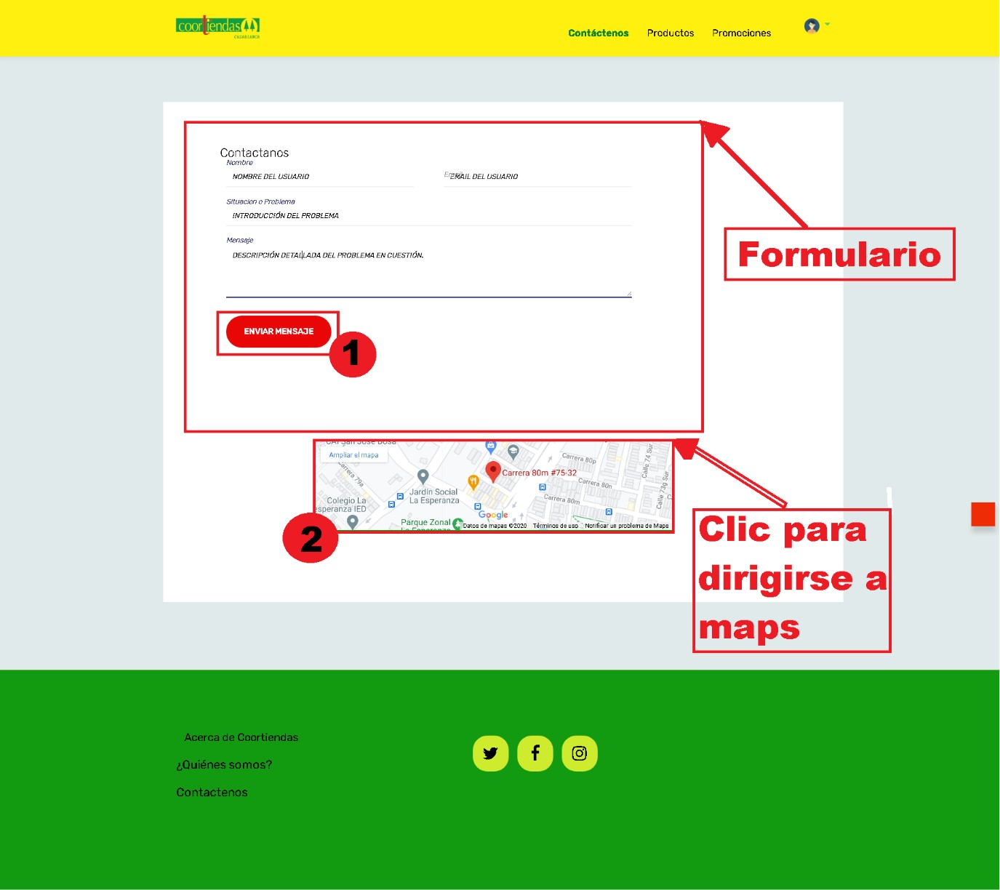 coortiendas
CASABLANCA
Contáctenos Productos Promociones
Contactanos
Nombre
NOMBRE DEL USUARIO
Email
EMAIL DEL USUARIO
Situacion o Problema
INTRODUCCIÓN DEL PROBLEMA
Mensaje
DESCRIPCIÓN DETALLADA DEL PROBLEMA EN CUESTIÓN.
ENVIAR MENSAJE
1
Formulario
CAI San José Bosa
Ampliar el mapa
Carrera 79a
Carrera 80p
Calle 74 Sur
Carrera 80m #75-32
Carrera 80n
Jardín Social
La Esperanza
Calle 73g Sur
Carrera 80m
Colegio La
esperanza IED
Google
Parque Zonal
La Esperanza
Datos de mapas ©2020 Términos de uso Notificar un problema de Maps
2
Clic para
dirigirse a
maps
Acerca de Coortiendas
¿Quiénes somos?
Contactenos